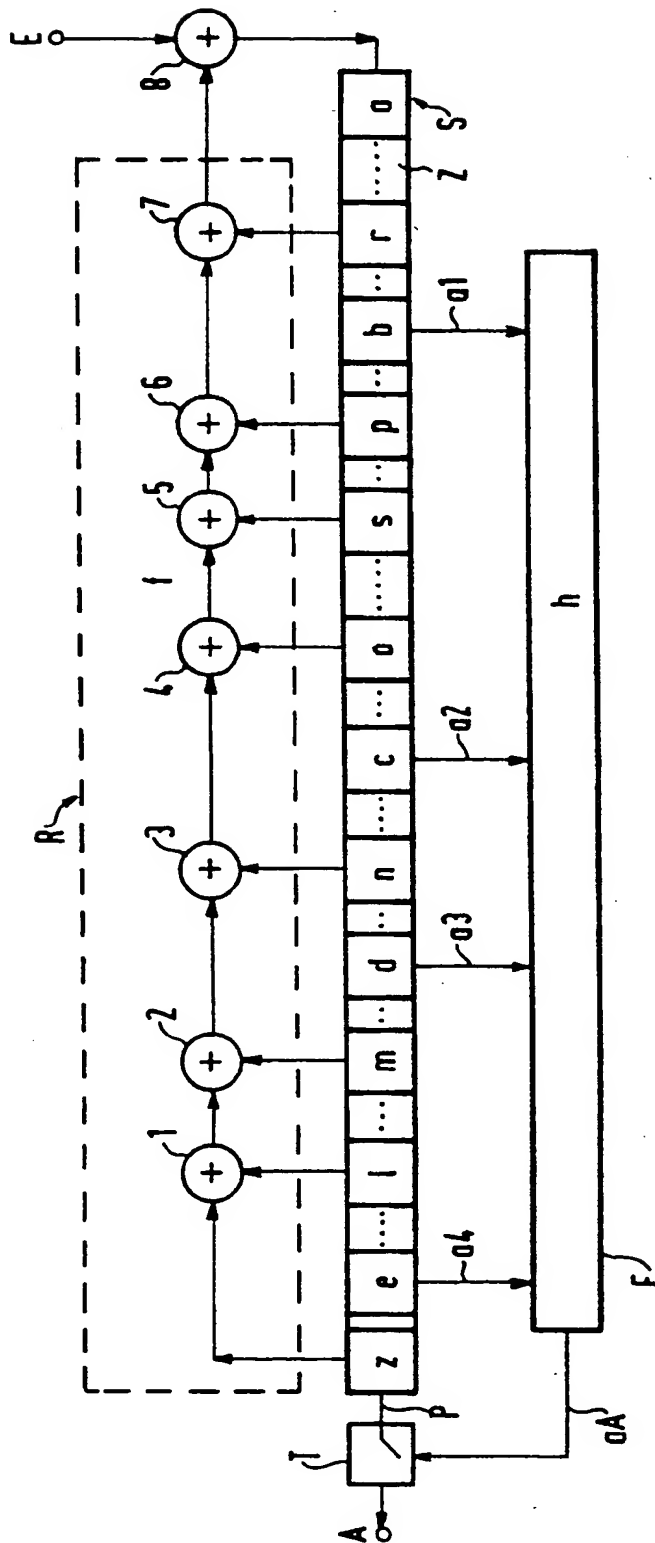 R E
1 2 3 4 f 5 6 7 8
+ + + + + + + +
A T P z e ..... l .... m .. d .. n ..... c ... o ...... s ... p ... b ... r ...... a
Z S
a4 a3 a2 a1
h
aA F